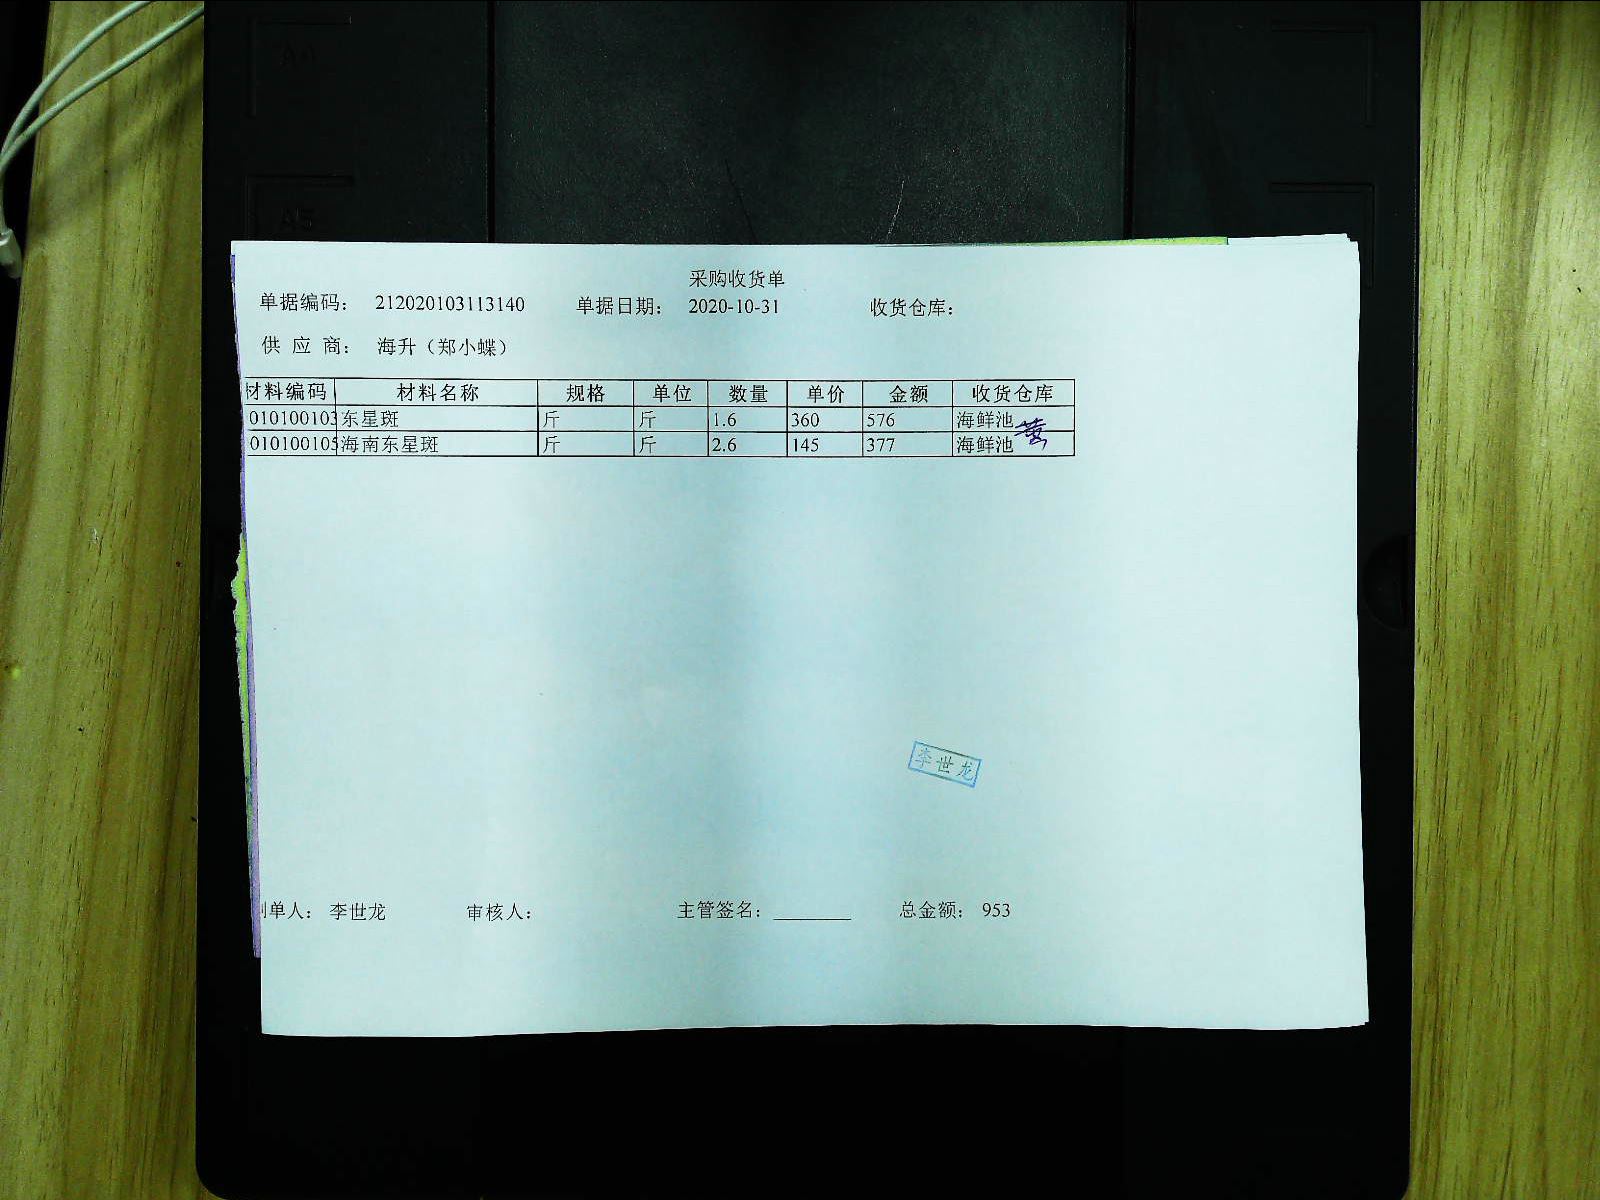 采购收货单
单据编码： 212020103113140 单据日期： 2020-10-31 收货仓库：
供 应 商： 海升（郑小蝶）
材料编码 材料名称 规格 单位 数量 单价 金额 收货仓库
010100103 东星斑 斤 斤 1.6 360 576 海鲜池
010100105 海南东星斑 斤 斤 2.6 145 377 海鲜池
李世龙
单人： 李世龙 审核人： 主管签名： 总金额： 953